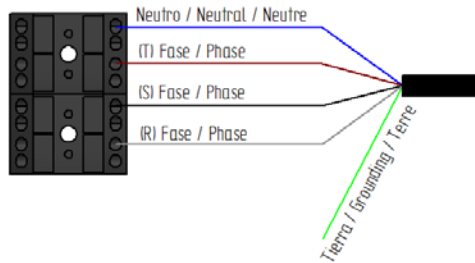 Neutro / Neutral / Neutre
(T) Fase / Phase
(S) Fase / Phase
(R) Fase / Phase
Tierra / Grounding / Terre